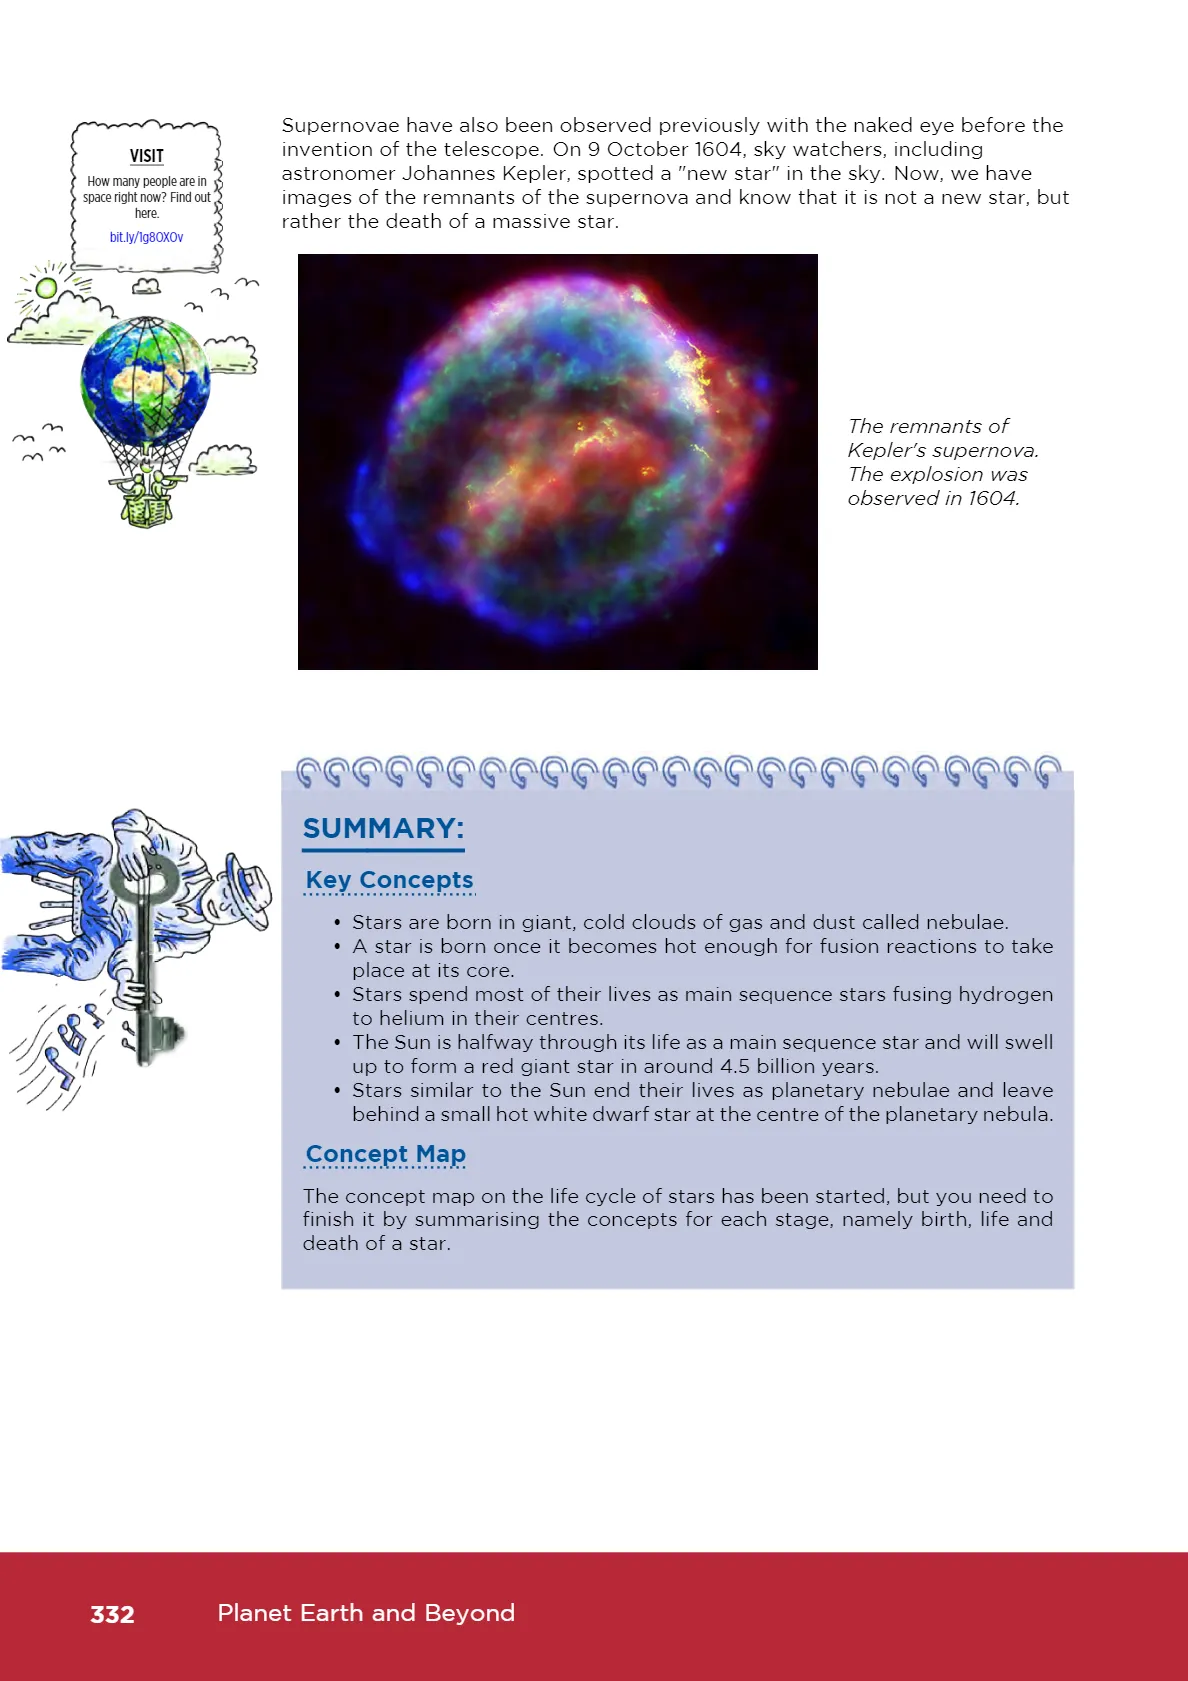 VISIT
How many people are in
space right now? Find out
here.
bit.ly/1g8OXOv
Supernovae have also been observed previously with the naked eye before the
invention of the telescope. On 9 October 1604, sky watchers, including
astronomer Johannes Kepler, spotted a "new star" in the sky. Now, we have
images of the remnants of the supernova and know that it is not a new star, but
rather the death of a massive star.
The remnants of
Kepler's supernova.
The explosion was
observed in 1604.
SUMMARY:
Key Concepts
• Stars are born in giant, cold clouds of gas and dust called nebulae.
• A star is born once it becomes hot enough for fusion reactions to take
place at its core.
• Stars spend most of their lives as main sequence stars fusing hydrogen
to helium in their centres.
• The Sun is halfway through its life as a main sequence star and will swell
up to form a red giant star in around 4.5 billion years.
• Stars similar to the Sun end their lives as planetary nebulae and leave
behind a small hot white dwarf star at the centre of the planetary nebula.
Concept Map
The concept map on the life cycle of stars has been started, but you need to
finish it by summarising the concepts for each stage, namely birth, life and
death of a star.
332 Planet Earth and Beyond